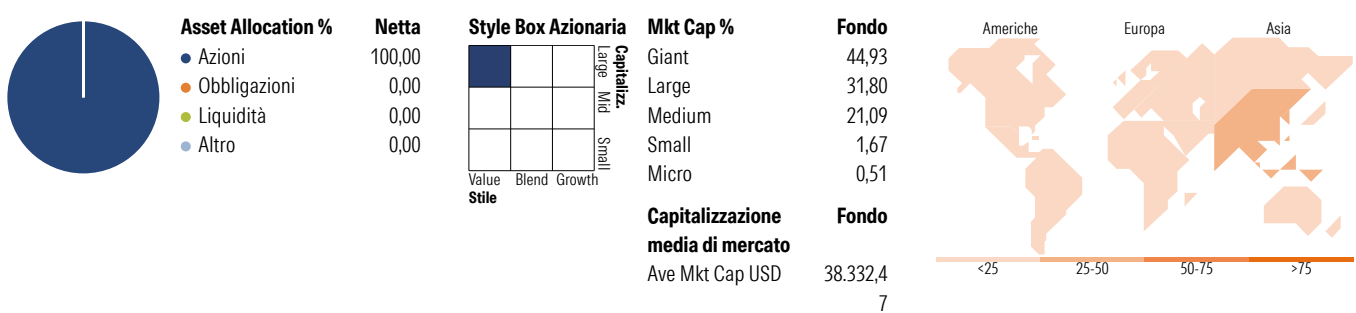 Asset Allocation % Netta
Azioni 100,00
Obbligazioni 0,00
Liquidità 0,00
Altro 0,00
Style Box Azionaria
Capitalizz.
Large Mid Small
Value Blend Growth
Stile
Mkt Cap % Fondo
Giant 44,93
Large 31,80
Medium 21,09
Small 1,67
Micro 0,51
Capitalizzazione Fondo
media di mercato
Ave Mkt Cap USD 38.332,4
7
Americhe Europa Asia
<25 25-50 50-75 >75